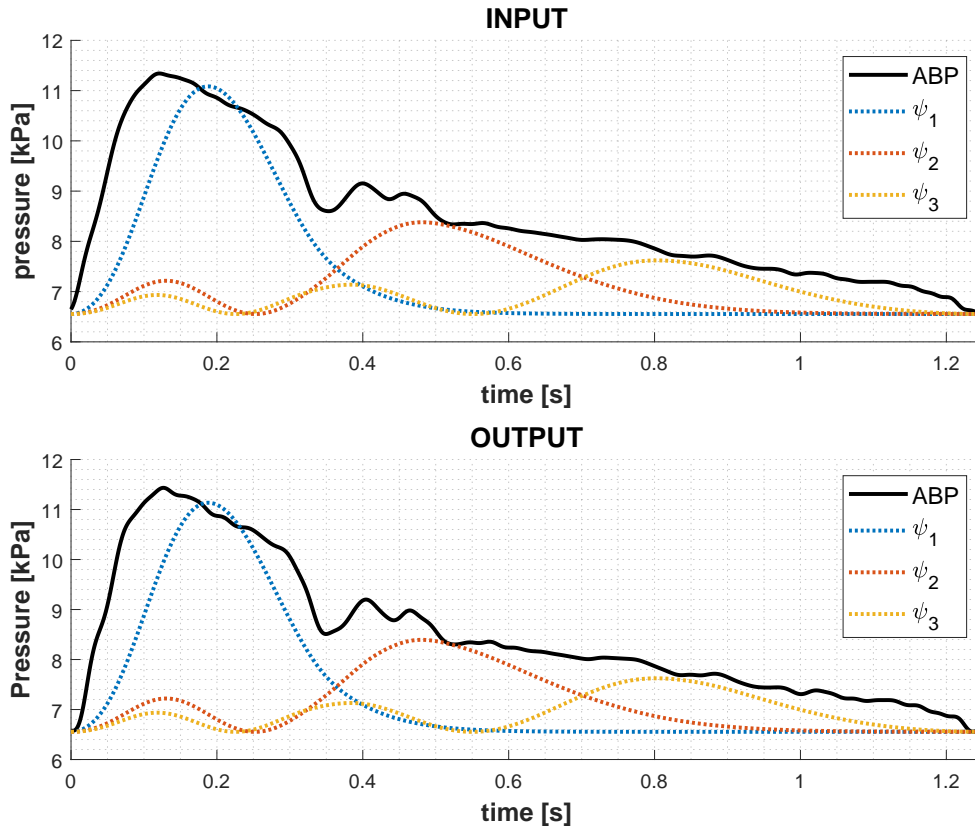 INPUT
12
11
10
9
8
7
6
pressure [kPa]
ABP
ψ1
ψ2
ψ3
0 0.2 0.4 0.6 0.8 1 1.2
time [s]
OUTPUT
12
11
10
9
8
7
6
Pressure [kPa]
ABP
ψ1
ψ2
ψ3
0 0.2 0.4 0.6 0.8 1 1.2
time [s]